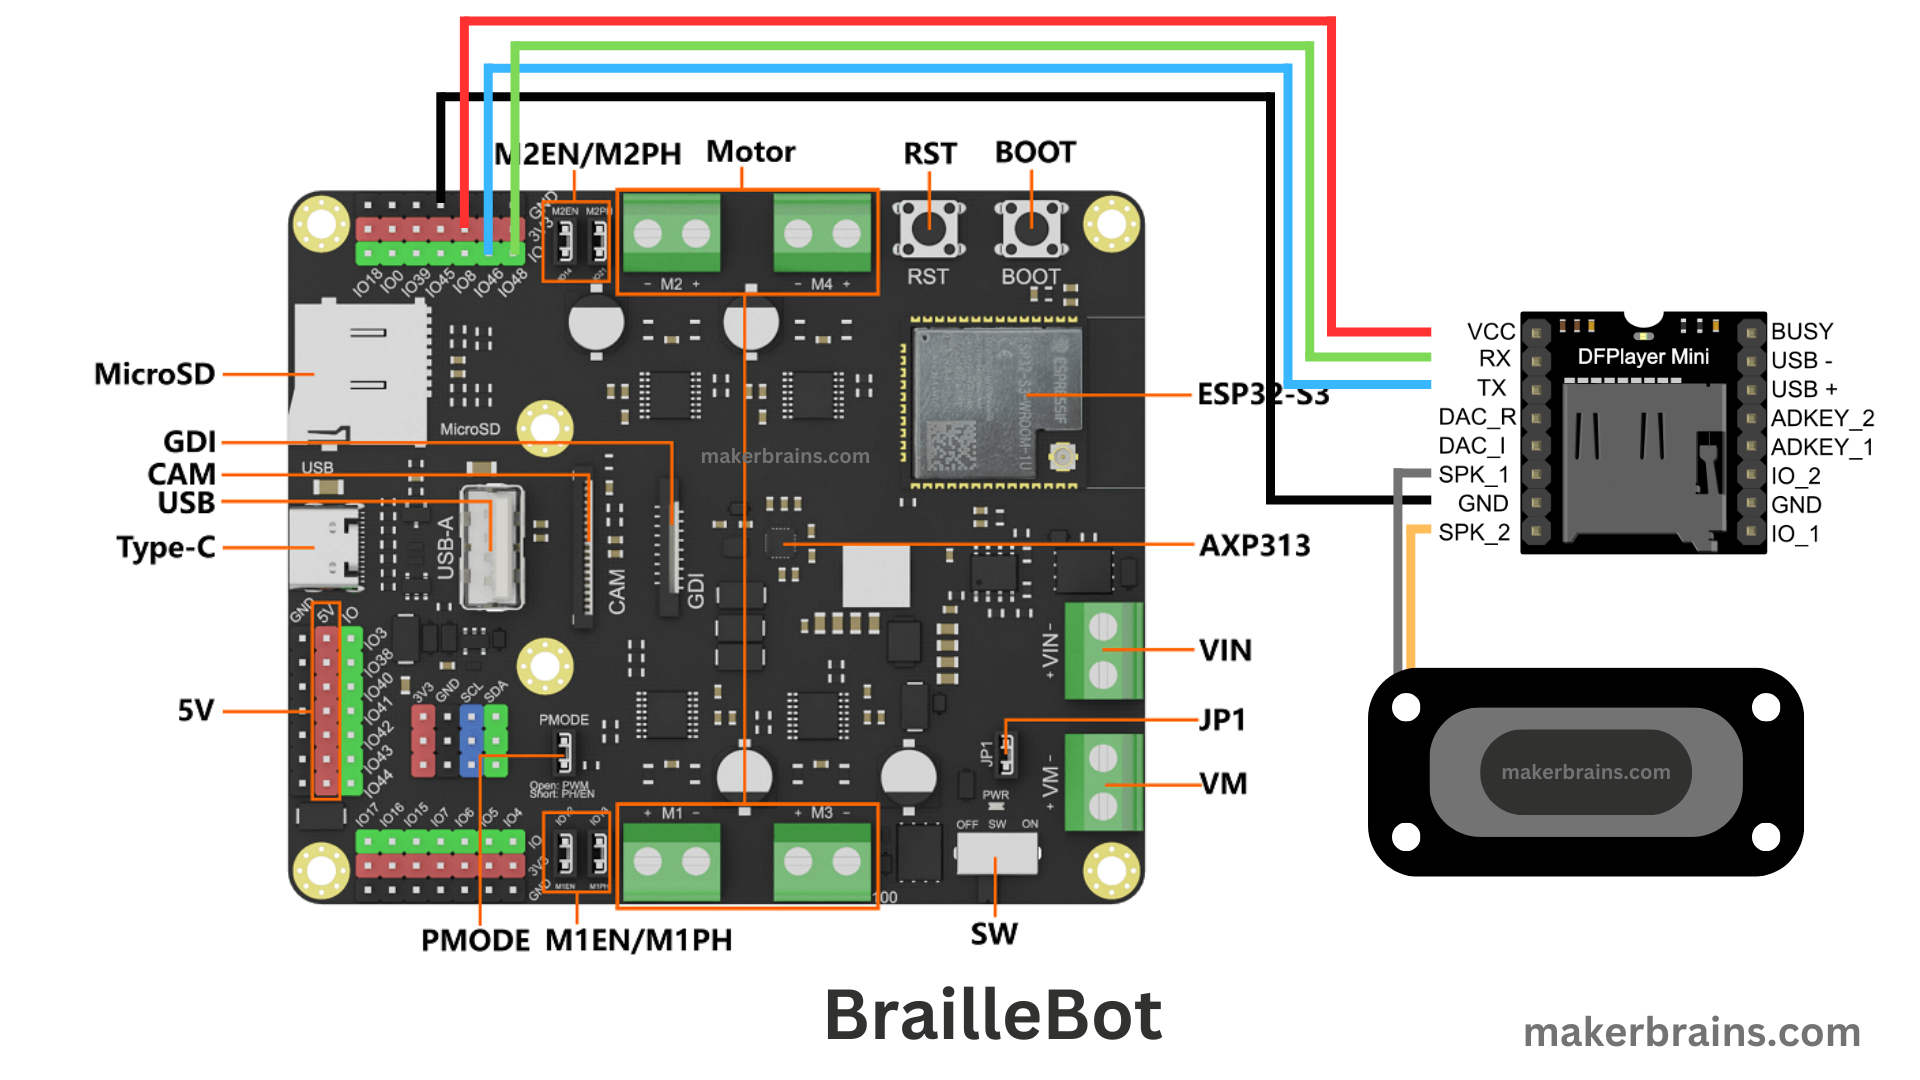 M2EN/M2PH
Motor
RST
BOOT
GND
3V3
IO
M2EN
M2PH
IO14
IO21
IO18
IO0
IO39
IO45
IO8
IO46
IO48
- M2 +
- M4 +
RST
BOOT
MicroSD
MicroSD
ESP32-S3
ESPRESSIF
ESP32-S3-WROOM-1U
makerbrains.com
GDI
CAM
USB
Type-C
USB
USB-A
CAM
GDI
AXP313
GND
5V
IO
IO3
IO38
IO40
IO41
IO42
IO43
IO44
5V
3V3
GND
SCL
SDA
PMODE
Open: PWM
Short: PH/EN
+ VIN -
VIN
JP1
JP1
+ VM -
VM
PWR
OFF SW ON
IO17
IO16
IO15
IO7
IO6
IO5
IO4
IO
3V3
GND
IO12
IO13
M1EN
M1PH
+ M1 -
+ M3 -
100
PMODE
M1EN/M1PH
SW
VCC
RX
TX
DAC_R
DAC_I
SPK_1
GND
SPK_2
DFPlayer Mini
BUSY
USB -
USB +
ADKEY_2
ADKEY_1
IO_2
GND
IO_1
makerbrains.com
BrailleBot
makerbrains.com